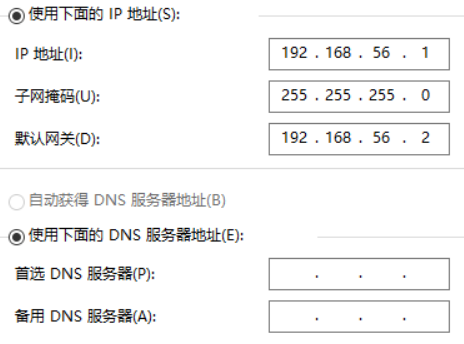 使用下面的 IP 地址(S):
IP 地址(I): 192 . 168 . 56 . 1
子网掩码(U): 255 . 255 . 255 . 0
默认网关(D): 192 . 168 . 56 . 2
自动获得 DNS 服务器地址(B)
使用下面的 DNS 服务器地址(E):
首选 DNS 服务器(P): . . .
备用 DNS 服务器(A): . . .